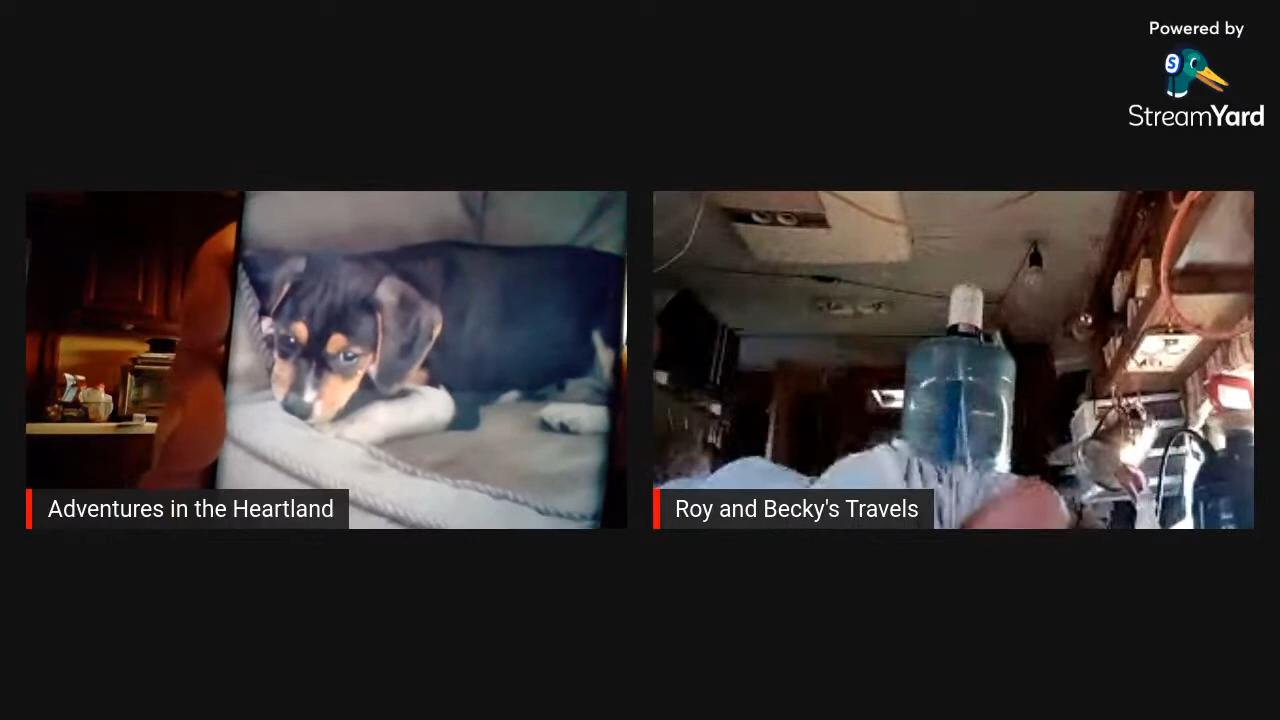 Powered by
S
StreamYard
Adventures in the Heartland
Roy and Becky's Travels